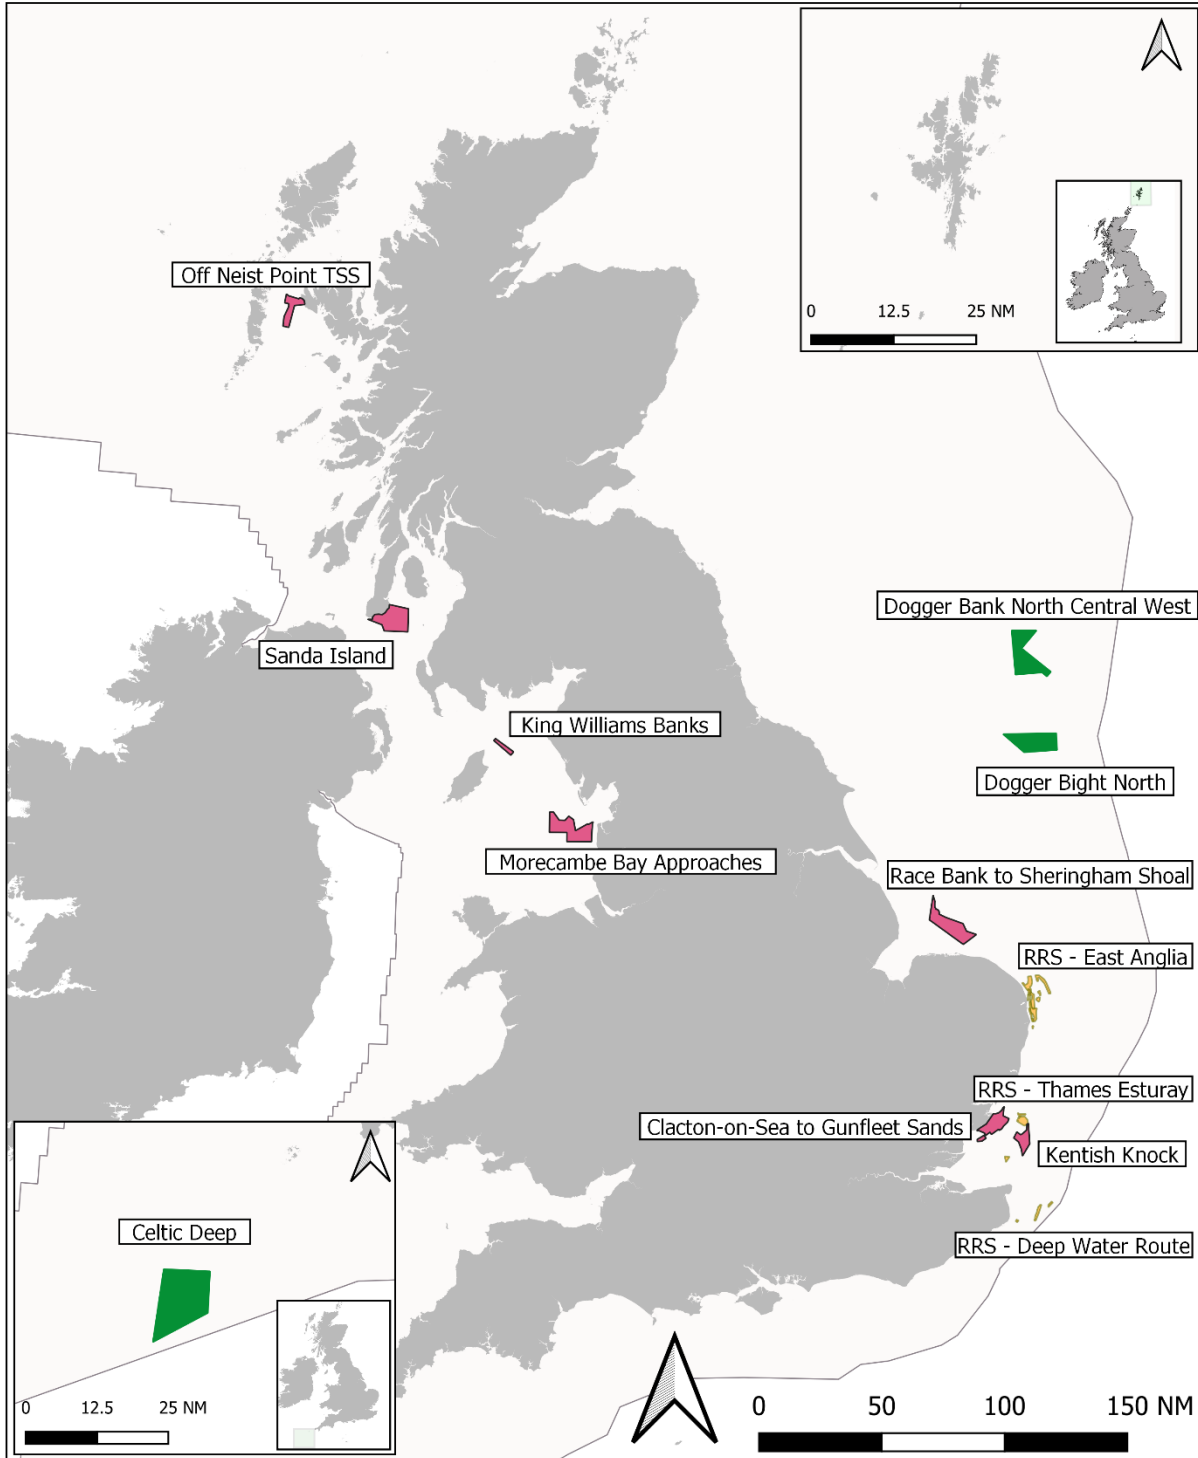 Off Neist Point TSS
0 12.5 25 NM
Dogger Bank North Central West
Sanda Island
King Williams Banks
Dogger Bight North
Morecambe Bay Approaches
Race Bank to Sheringham Shoal
RRS - East Anglia
RRS - Thames Esturay
Clacton-on-Sea to Gunfleet Sands
Kentish Knock
RRS - Deep Water Route
Celtic Deep
0 12.5 25 NM
0 50 100 150 NM